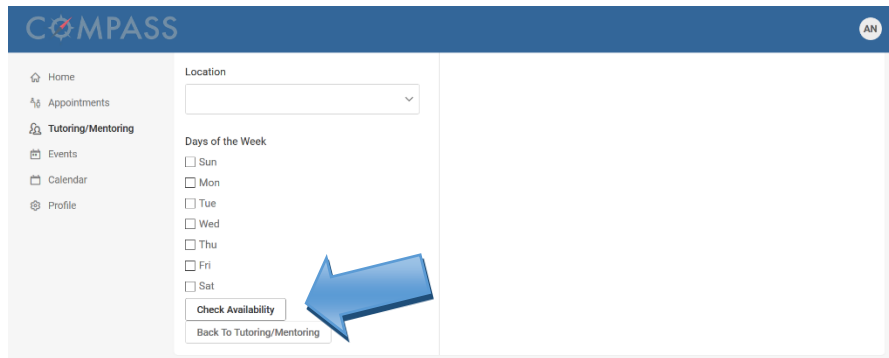 COMPASS
AN
Home
Appointments
Tutoring/Mentoring
Events
Calendar
Profile
Location
Days of the Week
Sun
Mon
Tue
Wed
Thu
Fri
Sat
Check Availability
Back To Tutoring/Mentoring